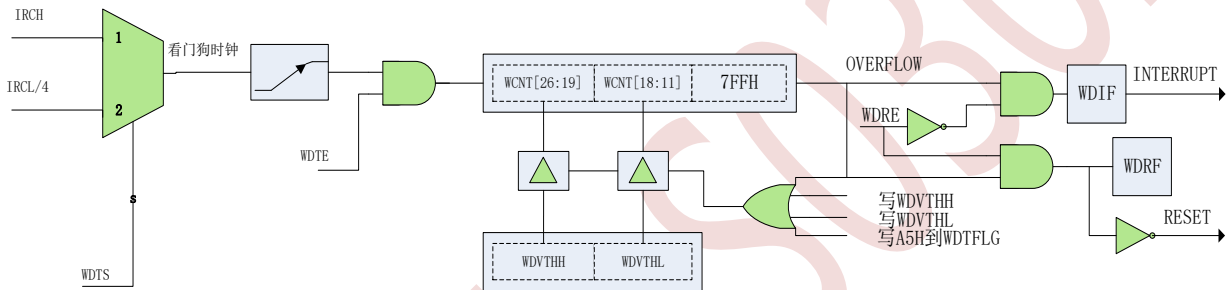 IRCH
1
看门狗时钟
IRCL/4
2
s
WDTS
WDTE
WCNT[26:19]
WCNT[18:11]
7FFH
OVERFLOW
WDRE
WDIF
INTERRUPT
WDRF
RESET
写WDVTHH
写WDVTHL
写A5H到WDTFLG
WDVTHH
WDVTHL